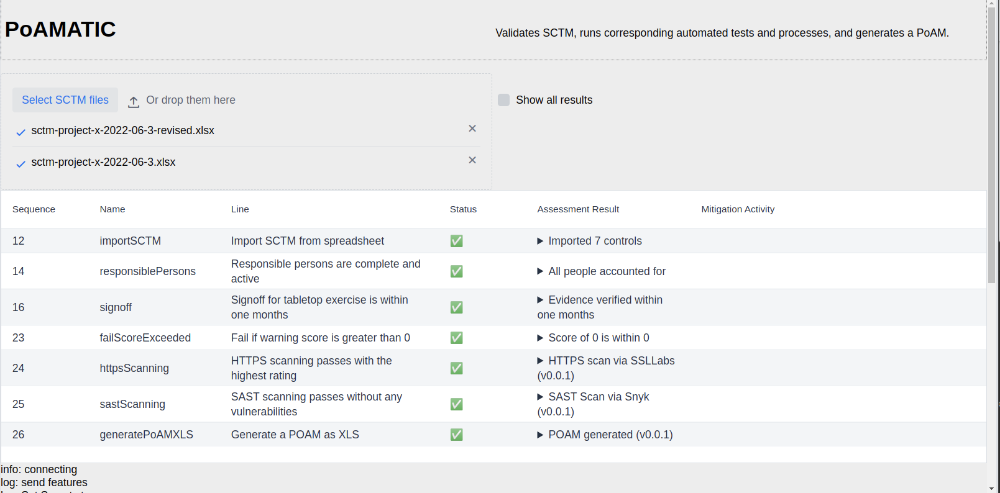 PoAMATIC
Validates SCTM, runs corresponding automated tests and processes, and generates a PoAM.
Select SCTM files
Or drop them here
Show all results
sctm-project-x-2022-06-3-revised.xlsx
sctm-project-x-2022-06-3.xlsx
Sequence Name Line Status Assessment Result Mitigation Activity
12 importSCTM Import SCTM from spreadsheet ✅ ▶ Imported 7 controls
14 responsiblePersons Responsible persons are complete and
active ✅ ▶ All people accounted for
16 signoff Signoff for tabletop exercise is within
one months ✅ ▶ Evidence verified within
one months
23 failScoreExceeded Fail if warning score is greater than 0 ✅ ▶ Score of 0 is within 0
24 httpsScanning HTTPS scanning passes with the
highest rating ✅ ▶ HTTPS scan via SSLLabs
(v0.0.1)
25 sastScanning SAST scanning passes without any
vulnerabilities ✅ ▶ SAST Scan via Snyk
(v0.0.1)
26 generatePoAMXLS Generate a POAM as XLS ✅ ▶ POAM generated (v0.0.1)
info: connecting
log: send features